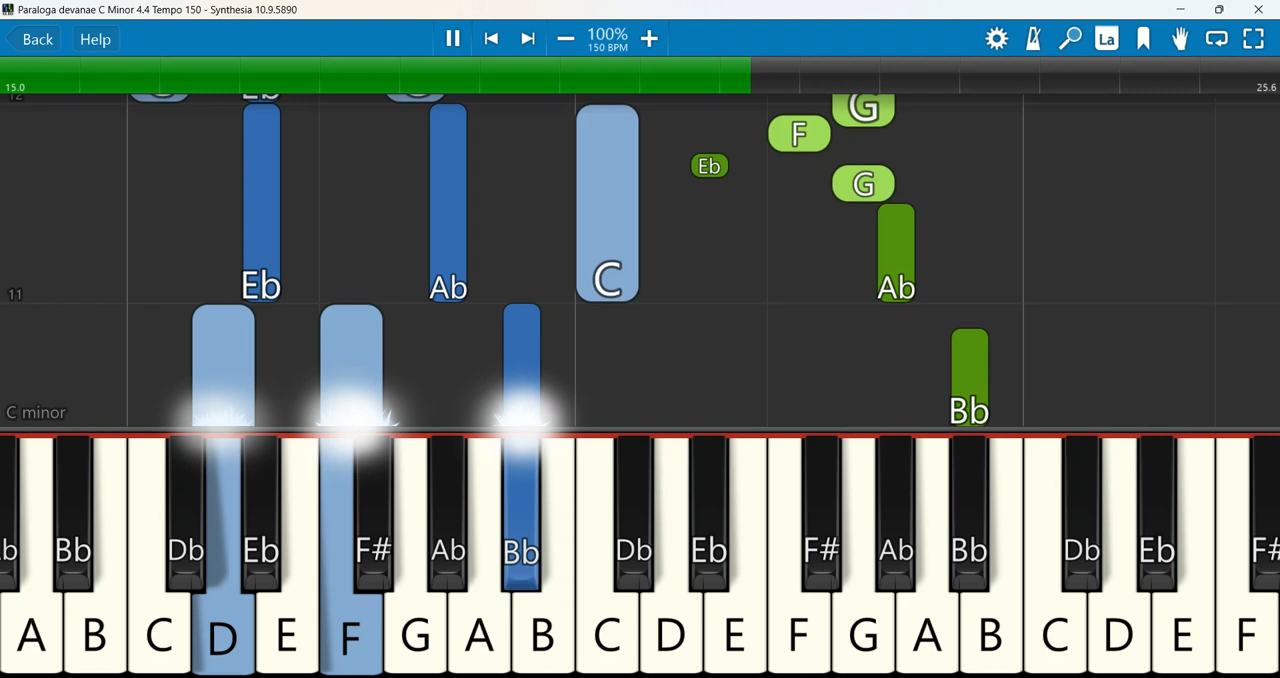 Paraloga devanae C Minor 4.4 Tempo 150 - Synthesia 10.9.5890
Back Help 100% La
150 BPM
15.0 25.6
12 Eb G
F
Eb
G
11 Eb Ab C Ab
C minor Bb
Bb Db Eb F# Ab Bb Db Eb F# Ab Bb Db Eb F#
A B C D E F G A B C D E F G A B C D E F